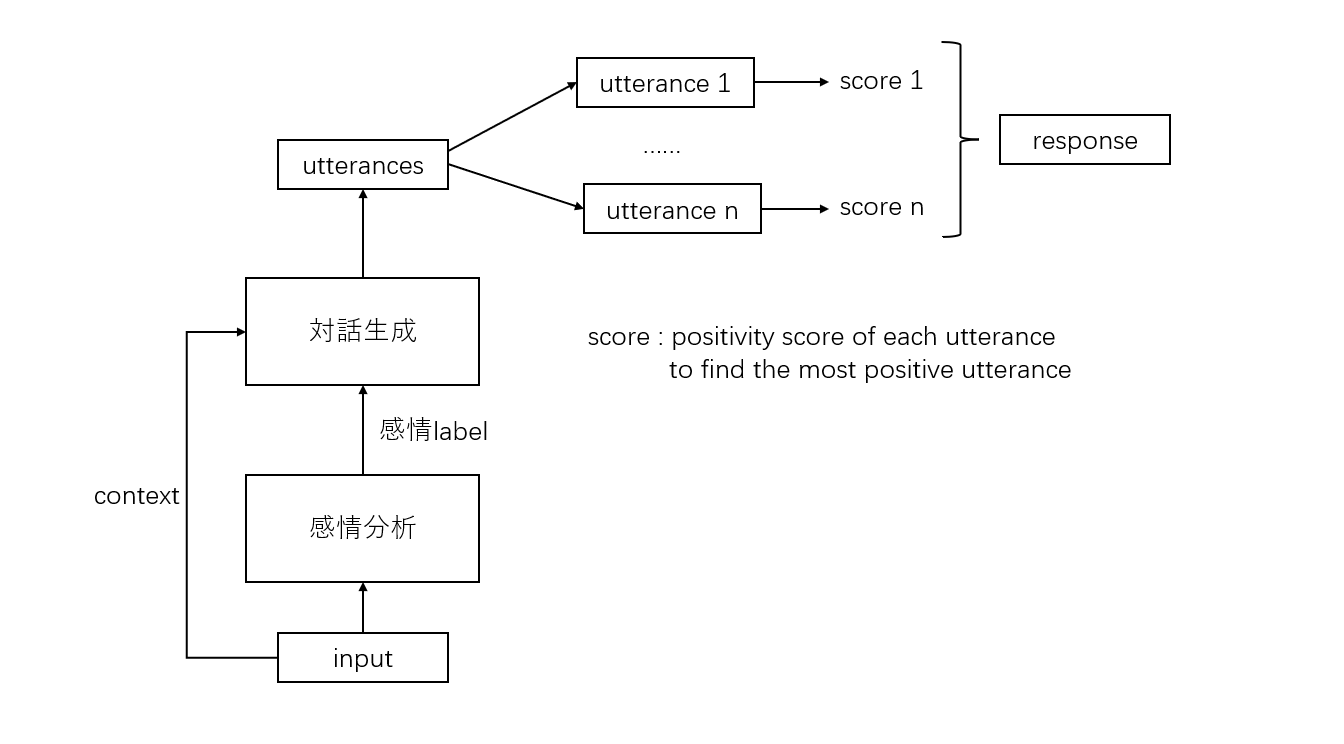 utterance 1
score 1
response
utterances
......
utterance n
score n
対話生成
score : positivity score of each utterance
to find the most positive utterance
感情label
context
感情分析
input